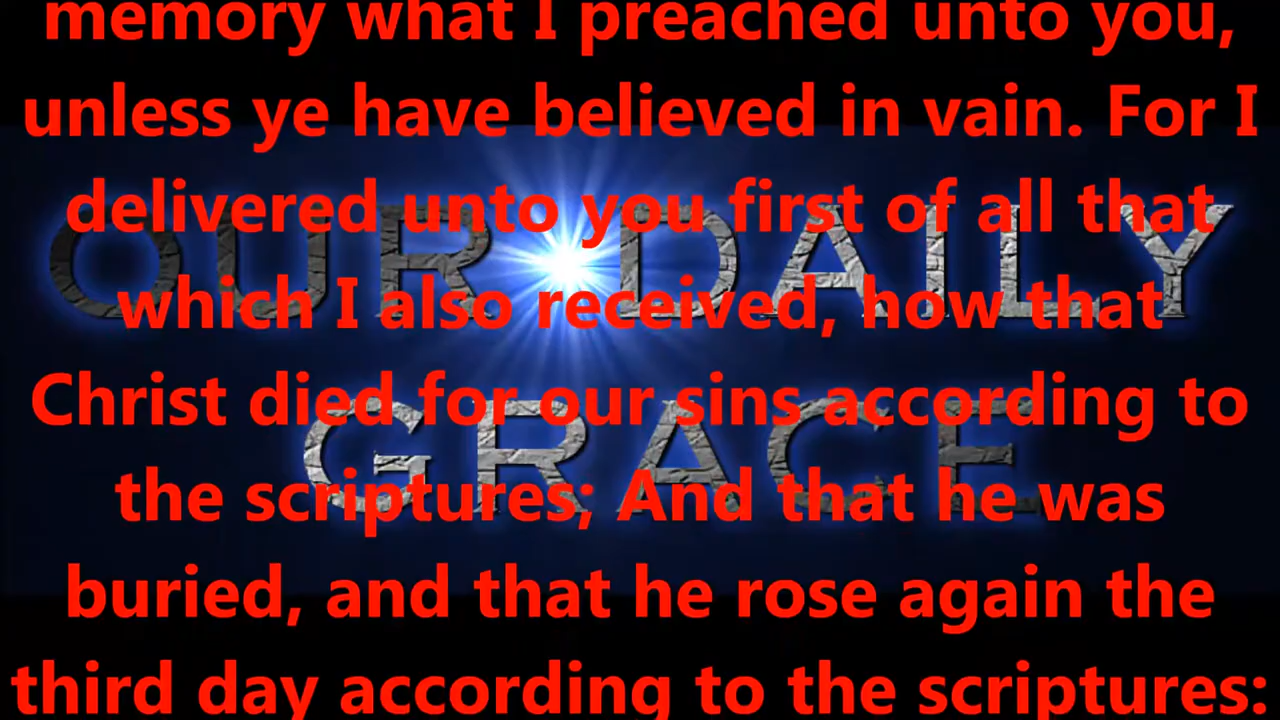 memory what I preached unto you,
unless ye have believed in vain. For I
delivered unto you first of all that
OUR DAILY
which I also received, how that
Christ died for our sins according to
GRACE
the scriptures; And that he was
buried, and that he rose again the
third day according to the scriptures: